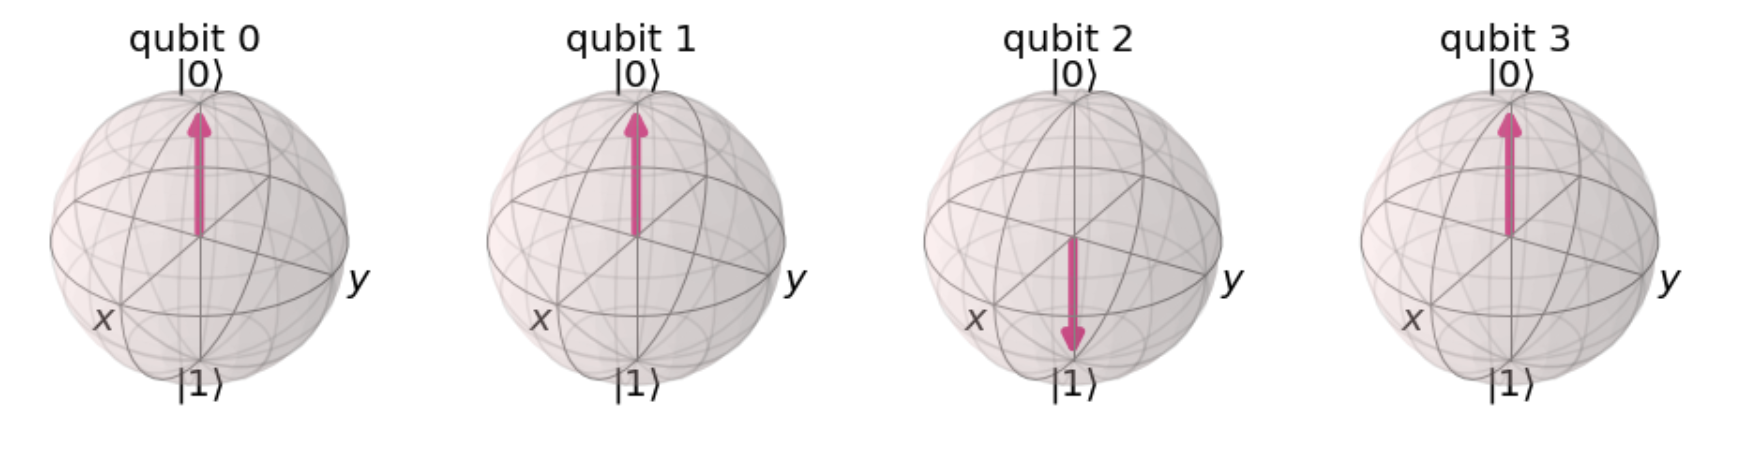 qubit 0 qubit 1 qubit 2 qubit 3
|0⟩ |0⟩ |0⟩ |0⟩
y y y y
x x x x
|1⟩ |1⟩ |1⟩ |1⟩